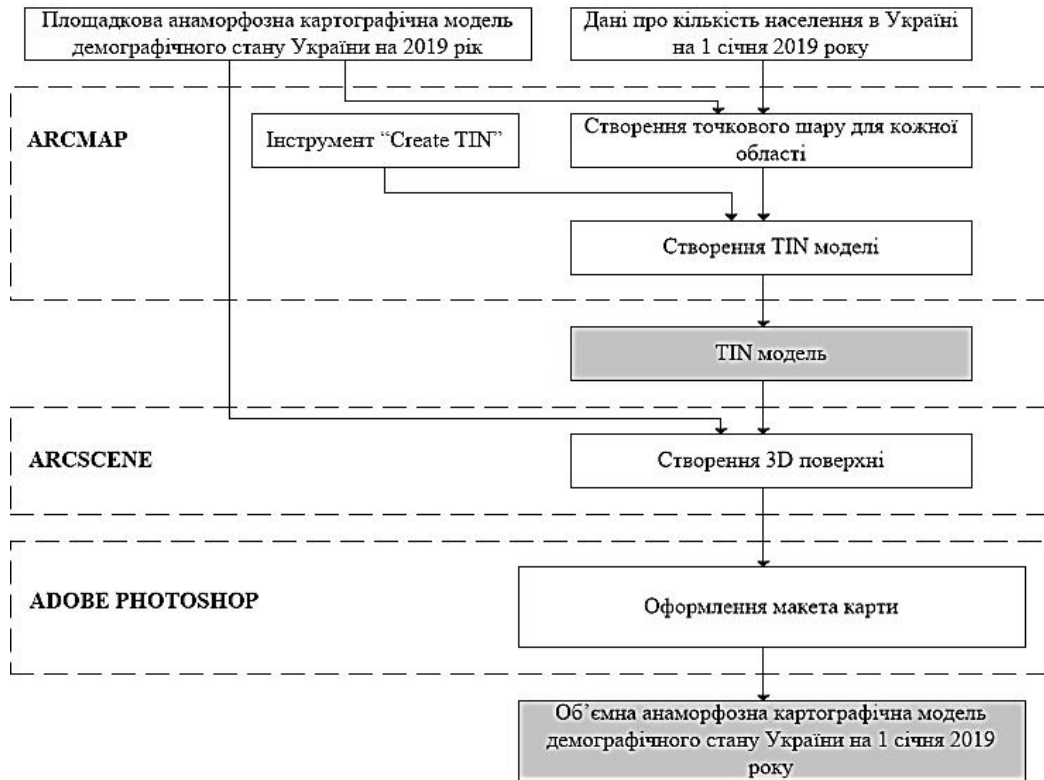 Площадкова анаморфозна картографічна модель
демографічного стану України на 2019 рік
Дані про кількість населення в Україні
на 1 січня 2019 року
ARCMAP
Інструмент “Create TIN”
Створення точкового шару для кожної
області
Створення TIN моделі
TIN модель
ARCSCENE
Створення 3D поверхні
ADOBE PHOTOSHOP
Оформлення макета карти
Об’ємна анаморфозна картографічна модель
демографічного стану України на 1 січня 2019
року